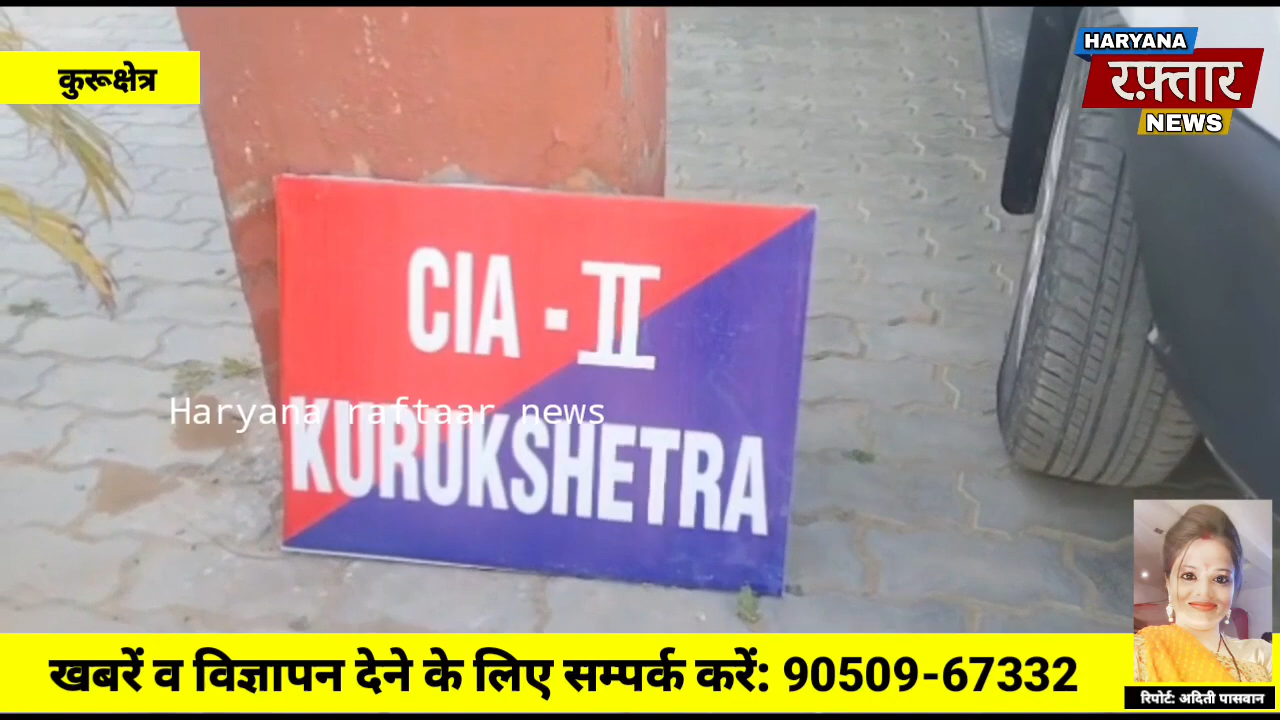 कुरूक्षेत्र
HARYANA
रफ़्तार
NEWS
CIA - II
KURUKSHETRA
Haryana raftaar news
खबरें व विज्ञापन देने के लिए सम्पर्क करें: 90509-67332
रिपोर्ट: अदिती पासवान